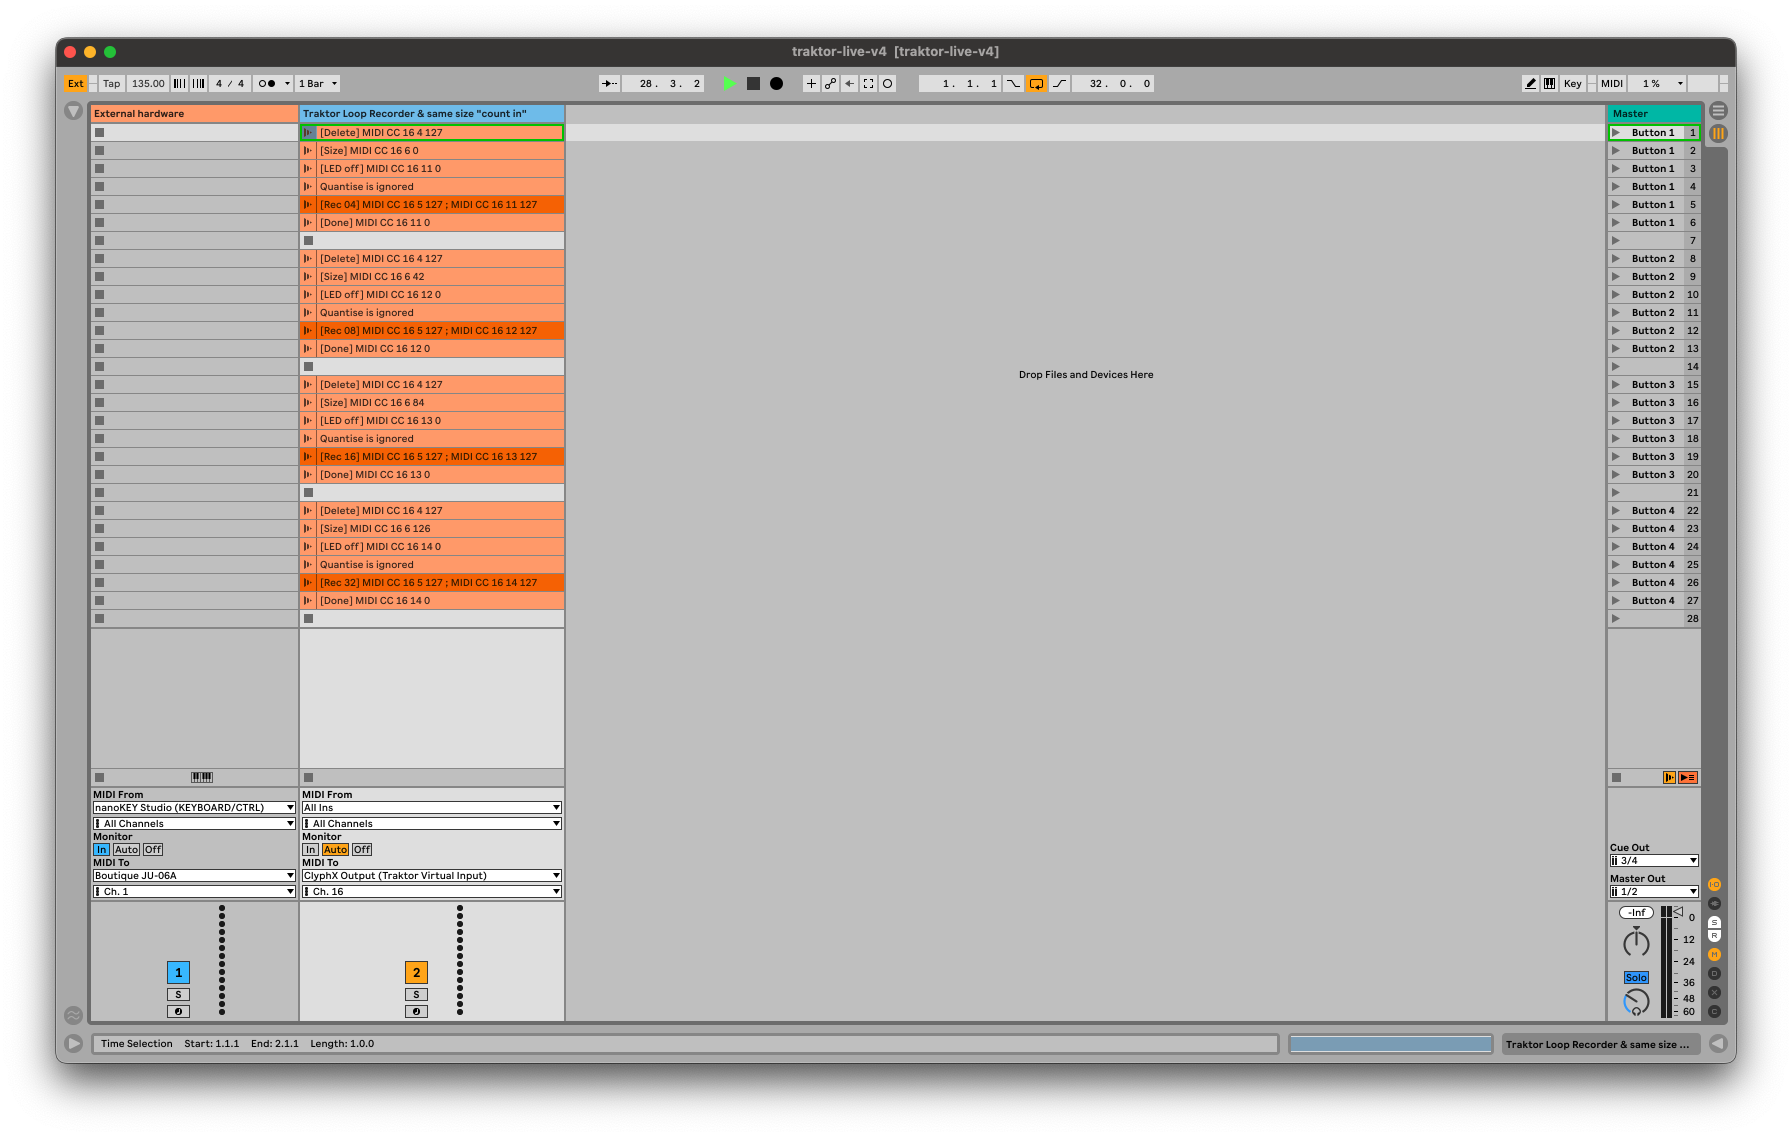 traktor-live-v4 [traktor-live-v4]
Ext Tap 135.00 4 / 4 1 Bar 28. 3. 2 1. 1. 1 32. 0. 0 Key MIDI 1 %
External hardware Traktor Loop Recorder & same size "count in" Master
[Delete] MIDI CC 16 4 127 Button 1 1
[Size] MIDI CC 16 6 0 Button 1 2
[LED off] MIDI CC 16 11 0 Button 1 3
Quantise is ignored Button 1 4
[Rec 04] MIDI CC 16 5 127 ; MIDI CC 16 11 127 Button 1 5
[Done] MIDI CC 16 11 0 Button 1 6
7
[Delete] MIDI CC 16 4 127 Button 2 8
[Size] MIDI CC 16 6 42 Button 2 9
[LED off] MIDI CC 16 12 0 Button 2 10
Quantise is ignored Button 2 11
[Rec 08] MIDI CC 16 5 127 ; MIDI CC 16 12 127 Button 2 12
[Done] MIDI CC 16 12 0 Button 2 13
14
Drop Files and Devices Here
[Delete] MIDI CC 16 4 127 Button 3 15
[Size] MIDI CC 16 6 84 Button 3 16
[LED off] MIDI CC 16 13 0 Button 3 17
Quantise is ignored Button 3 18
[Rec 16] MIDI CC 16 5 127 ; MIDI CC 16 13 127 Button 3 19
[Done] MIDI CC 16 13 0 Button 3 20
21
[Delete] MIDI CC 16 4 127 Button 4 22
[Size] MIDI CC 16 6 126 Button 4 23
[LED off] MIDI CC 16 14 0 Button 4 24
Quantise is ignored Button 4 25
[Rec 32] MIDI CC 16 5 127 ; MIDI CC 16 14 127 Button 4 26
[Done] MIDI CC 16 14 0 Button 4 27
28
MIDI From MIDI From
nanoKEY Studio (KEYBOARD/CTRL) All Ins
All Channels All Channels
Monitor Monitor
In Auto Off In Auto Off
MIDI To MIDI To
Boutique JU-06A ClyphX Output (Traktor Virtual Input)
Ch. 1 Ch. 16
Cue Out
3/4
Master Out
1/2
I·O
S
R
M
D
X
C
-Inf 0
12
24
36
48
60
Solo
1 2
S S
Time Selection Start: 1.1.1 End: 2.1.1 Length: 1.0.0 Traktor Loop Recorder & same size ...